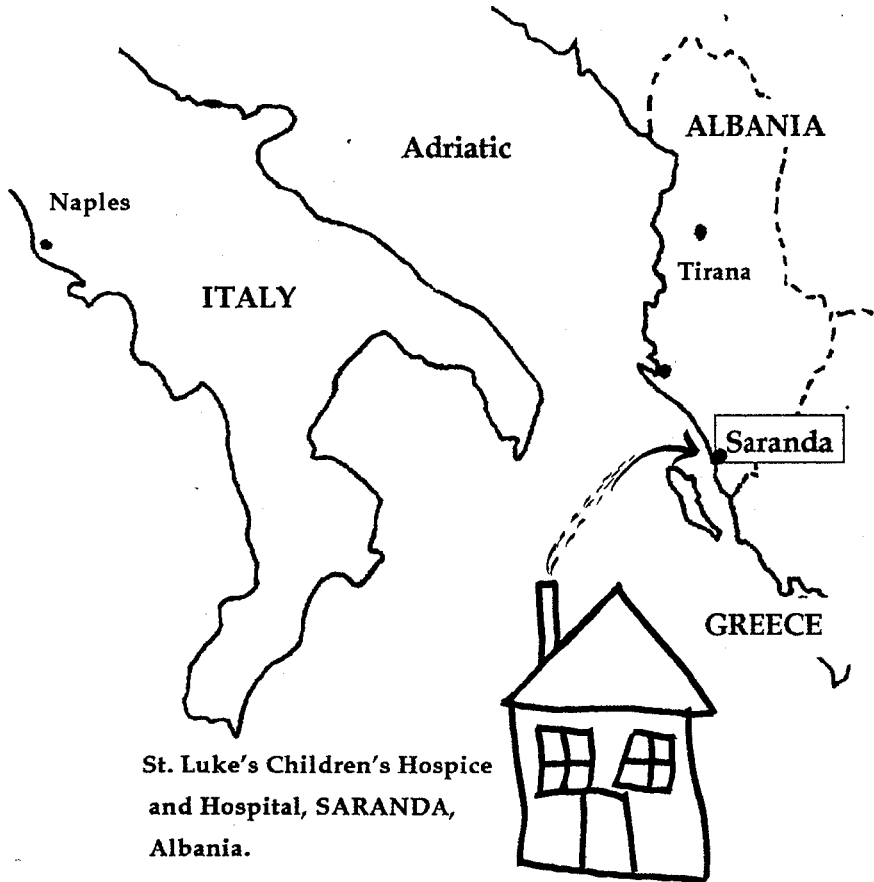 ALBANIA
Adriatic
Naples
Tirana
ITALY
Saranda
GREECE
St. Luke's Children's Hospice
and Hospital, SARANDA,
Albania.